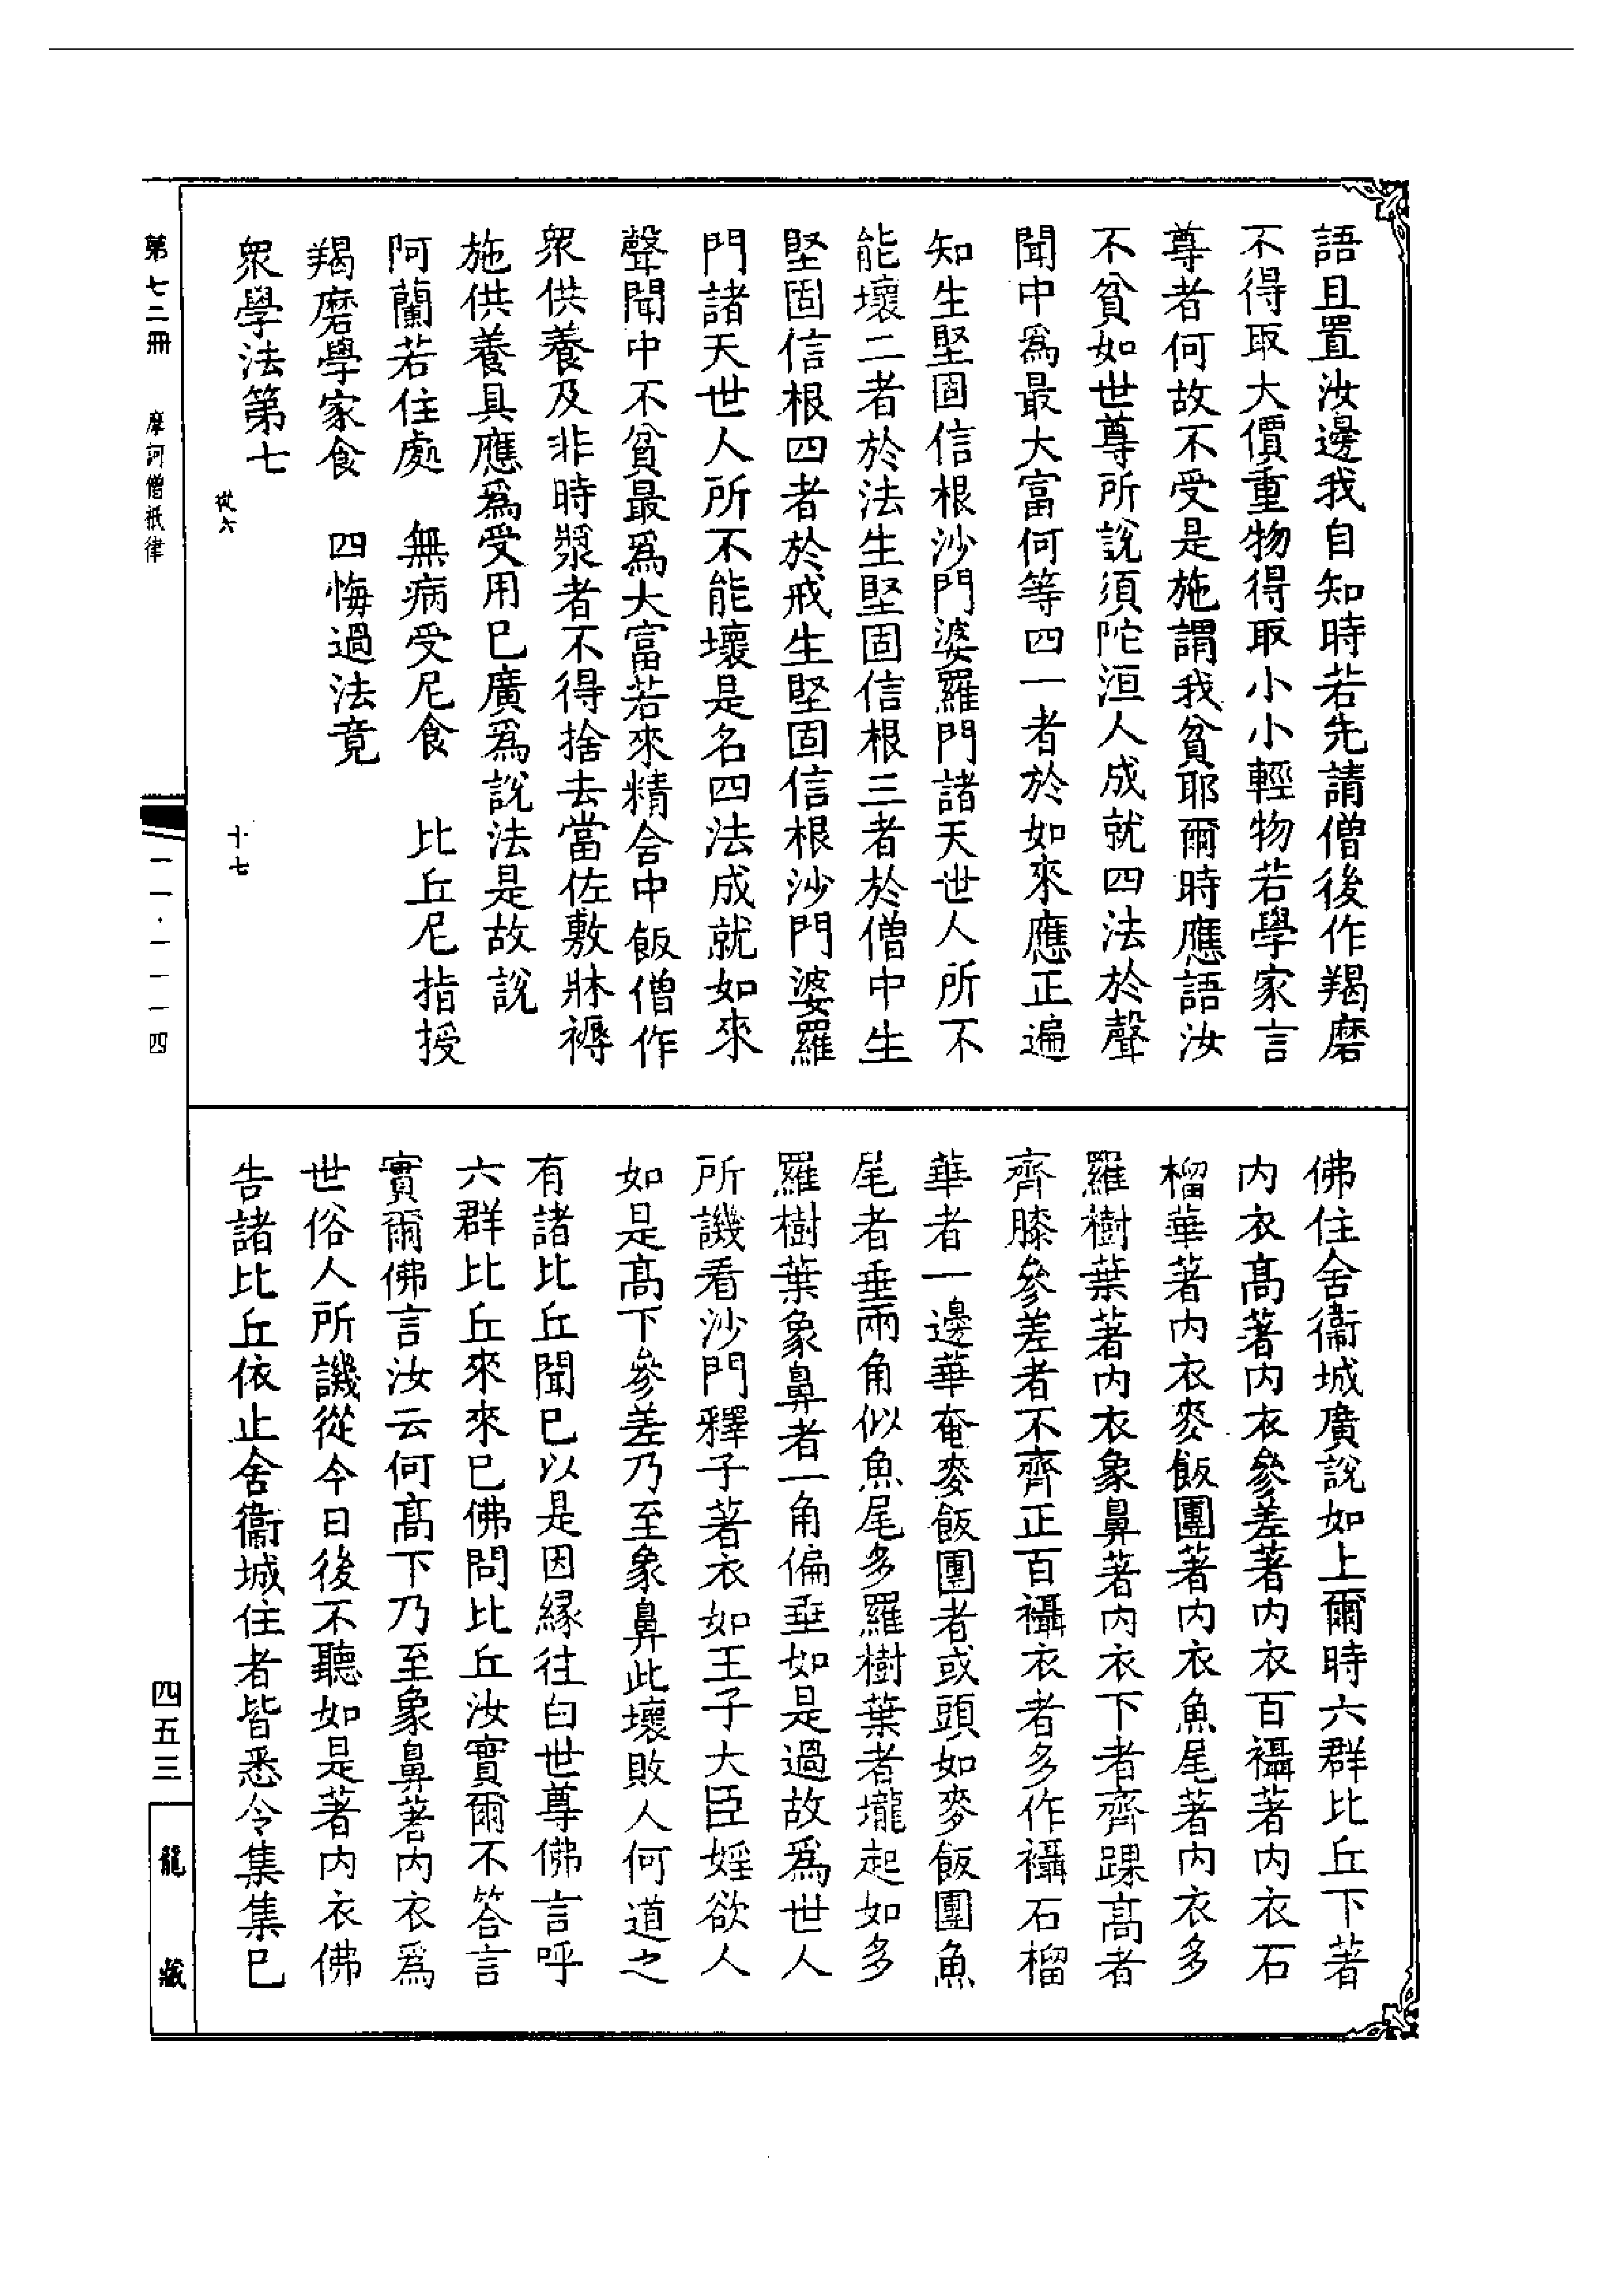 語且置汝邊我自知時若先請僧後作羯磨
不得取大價重物得取小小輕物若學家言
尊者何故不受是施謂我貧耶爾時應語汝
不貧如世尊所說須陀洹人成就四法於聲
聞中為最大富何等四一者於如來應正遍
知生堅固信根沙門婆羅門諸天世人所不
能壞二者於法生堅固信根三者於僧中生
堅固信根四者於戒生堅固信根沙門婆羅
門諸天世人所不能壞是名四法成就如來
聲聞中不貧最為大富若來精舍中飯僧作
衆供養及非時漿者不得捨去當佐敷牀褥
施供養具應為受用已廣為說法是故說
阿蘭若住處　無病受尼食　比丘尼指授
羯磨學家食　四悔過法竟
衆學法第七
從六　十七
佛住舍衞城廣說如上爾時六群比丘下著
内衣髙著内衣參差著内衣百襵著内衣石
榴華著内衣麥飯團著内衣魚尾著内衣多
羅樹葉著内衣象鼻著内衣下者齊踝髙者
齊膝參差者不齊正百襵衣者多作襵石榴
華者一邊華奄麥飯團者或頭如麥飯團魚
尾者垂兩角似魚尾多羅樹葉者壠起如多
羅樹葉象鼻者一角偏垂如是過故為世人
所譏看沙門釋子著衣如王子大臣婬欲人
如是髙下參差乃至象鼻此壞敗人何道之
有諸比丘聞已以是因緣往白世尊佛言呼
六群比丘來來已佛問比丘汝實爾不答言
實爾佛言汝云何髙下乃至象鼻著内衣為
世俗人所譏從今日後不聽如是著内衣佛
告諸比丘依止舍衞城住者皆悉令集集已
第七二冊　摩訶僧祇律
一一·一一一四
四五三
龍藏